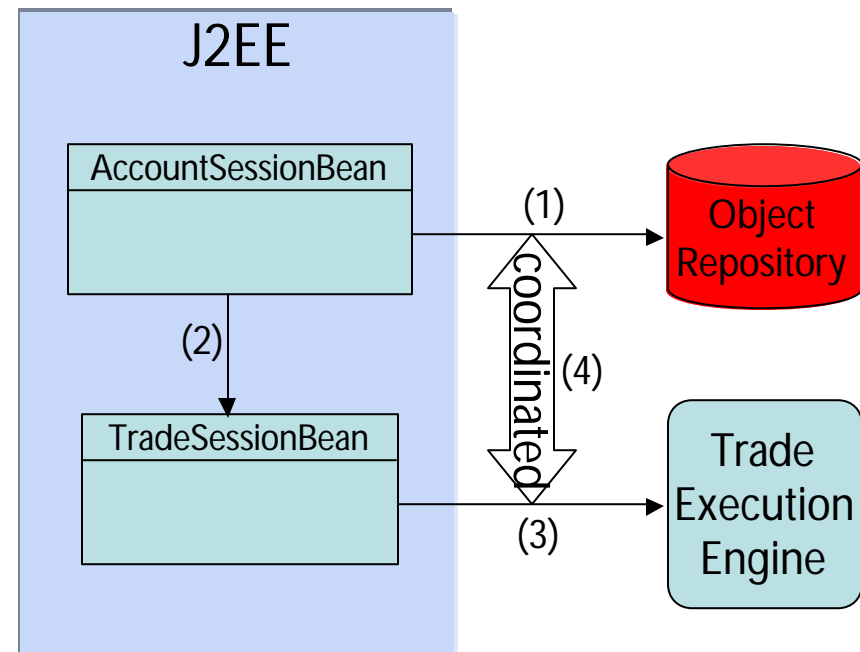 J2EE
AccountSessionBean
(1)
Object
Repository
coordinated
(2)
(4)
TradeSessionBean
(3)
Trade
Execution
Engine